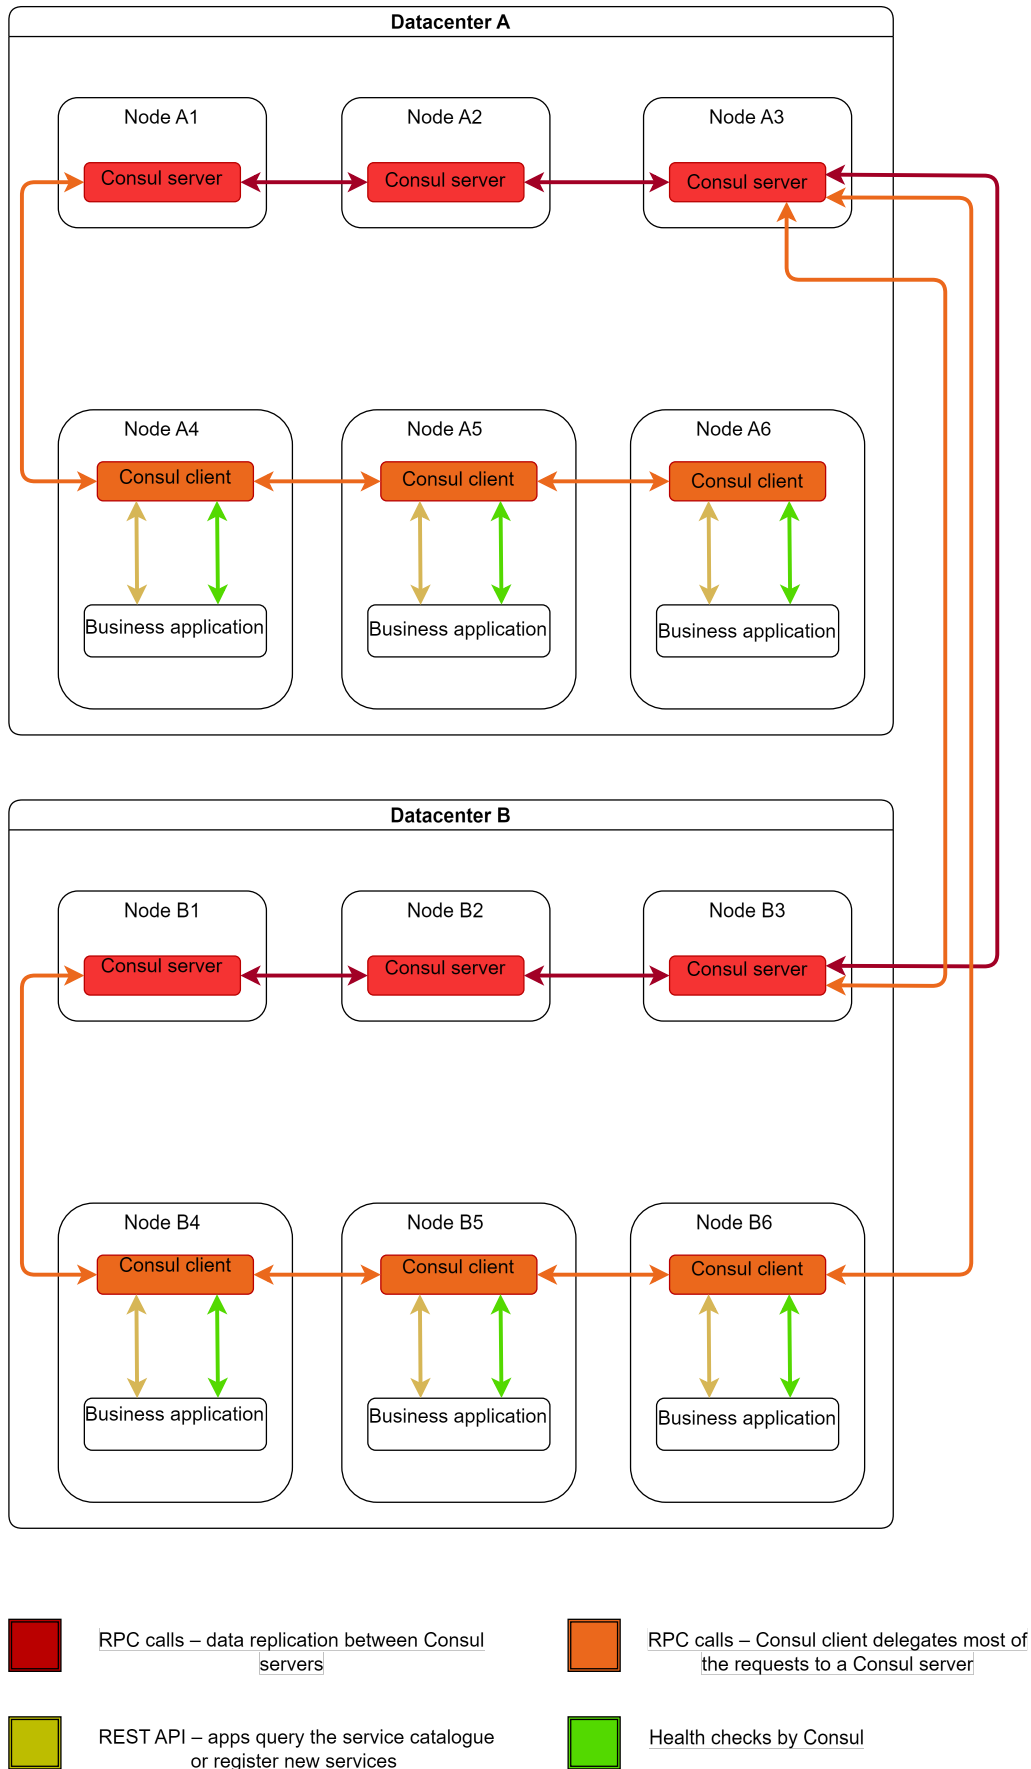 Datacenter A
Node A1
Node A2
Node A3
Consul server
Consul server
Consul server
Node A4
Node A5
Node A6
Consul client
Consul client
Consul client
Business application
Business application
Business application
Datacenter B
Node B1
Node B2
Node B3
Consul server
Consul server
Consul server
Node B4
Node B5
Node B6
Consul client
Consul client
Consul client
Business application
Business application
Business application
RPC calls – data replication between Consul
servers
RPC calls – Consul client delegates most of
the requests to a Consul server
REST API – apps query the service catalogue
or register new services
Health checks by Consul